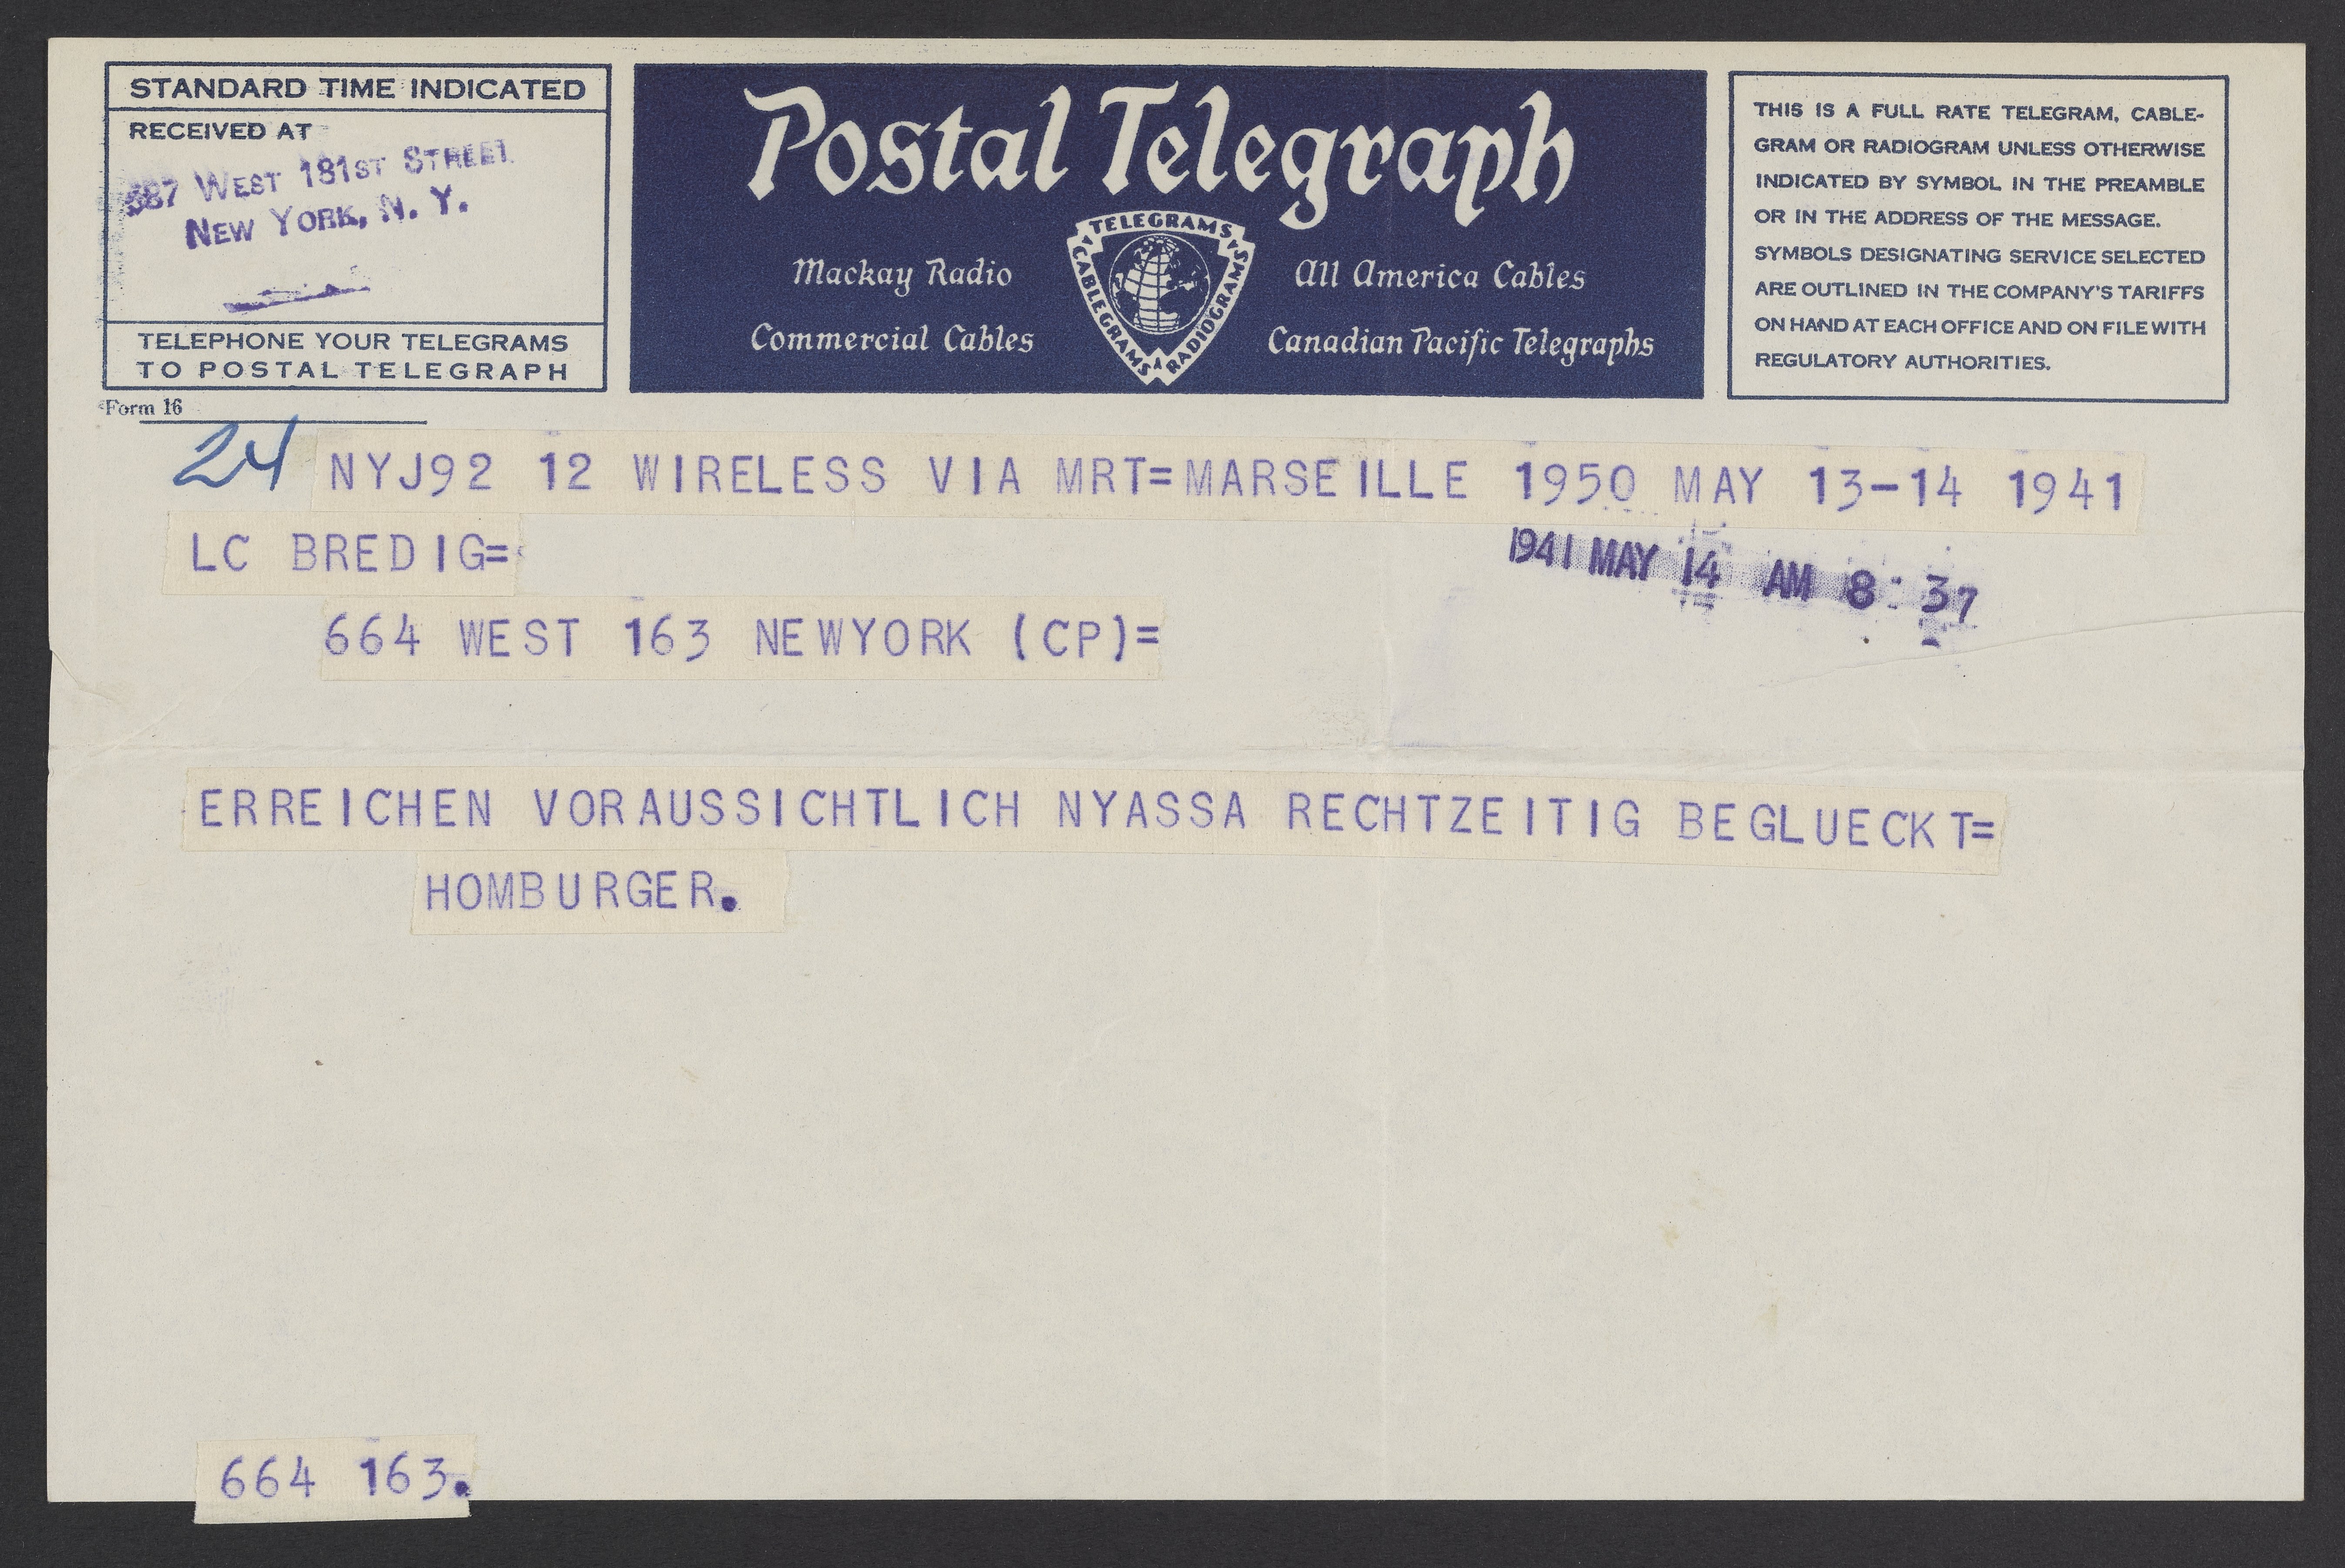 STANDARD TIME INDICATED
RECEIVED AT
WEST 181ST STREET
NEW YORK, N. Y.
TELEPHONE YOUR TELEGRAMS
TO POSTAL TELEGRAPH
Form 16
Postal Telegraph
Mackay Radio
All America Cables
Commercial Cables
Canadian Pacific Telegraphs
TELEGRAMS
CABLEGRAMS
RADIOGRAMS
THIS IS A FULL RATE TELEGRAM, CABLE-
GRAM OR RADIOGRAM UNLESS OTHERWISE
INDICATED BY SYMBOL IN THE PREAMBLE
OR IN THE ADDRESS OF THE MESSAGE.
SYMBOLS DESIGNATING SERVICE SELECTED
ARE OUTLINED IN THE COMPANY'S TARIFFS
ON HAND AT EACH OFFICE AND ON FILE WITH
REGULATORY AUTHORITIES.
24 NYJ92 12 WIRELESS VIA MRT=MARSEILLE 1950 MAY 13-14 1941
LC BREDIG=
1941 MAY 14 AM 8:37
664 WEST 163 NEWYORK (CP)=
ERREICHEN VORAUSSICHTLICH NYASSA RECHTZEITIG BEGLUECKT=
HOMBURGER.
664 163.